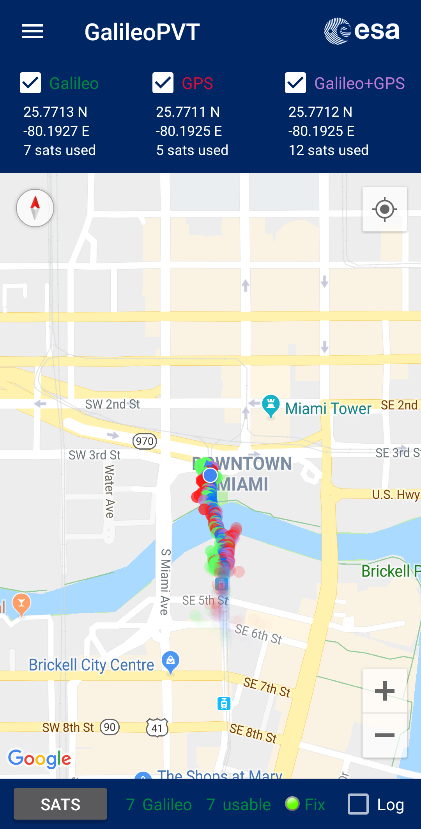 GalileoPVT
esa
Galileo
GPS
Galileo+GPS
25.7713 N
25.7711 N
25.7712 N
-80.1927 E
-80.1925 E
-80.1925 E
7 sats used
5 sats used
12 sats used
SW 2nd St
Miami Tower
SE 2nd
970
SW 3rd St
DOWNTOWN
MIAMI
SE 3rd S
Water Ave
U.S. Hwy
S Miami Ave
Brickell P
SE 5th St
SE 6th St
Brickell City Centre
SE 7th St
SW 8th St
90
41
SE 8th St
Google
The Shops at Mary
SATS
7 Galileo
7 usable
Fix
Log